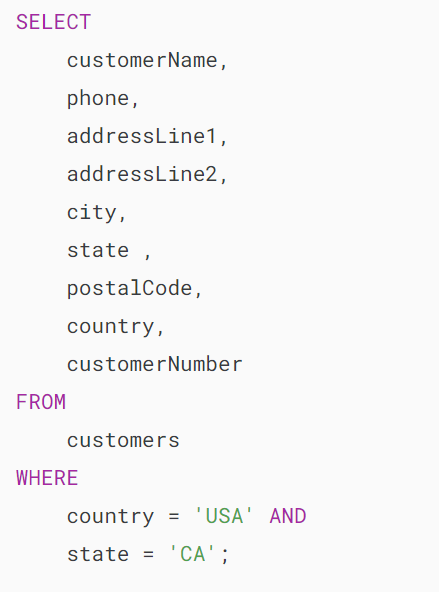 SELECT
customerName,
phone,
addressLine1,
addressLine2,
city,
state ,
postalCode,
country,
customerNumber
FROM
customers
WHERE
country = 'USA' AND
state = 'CA';